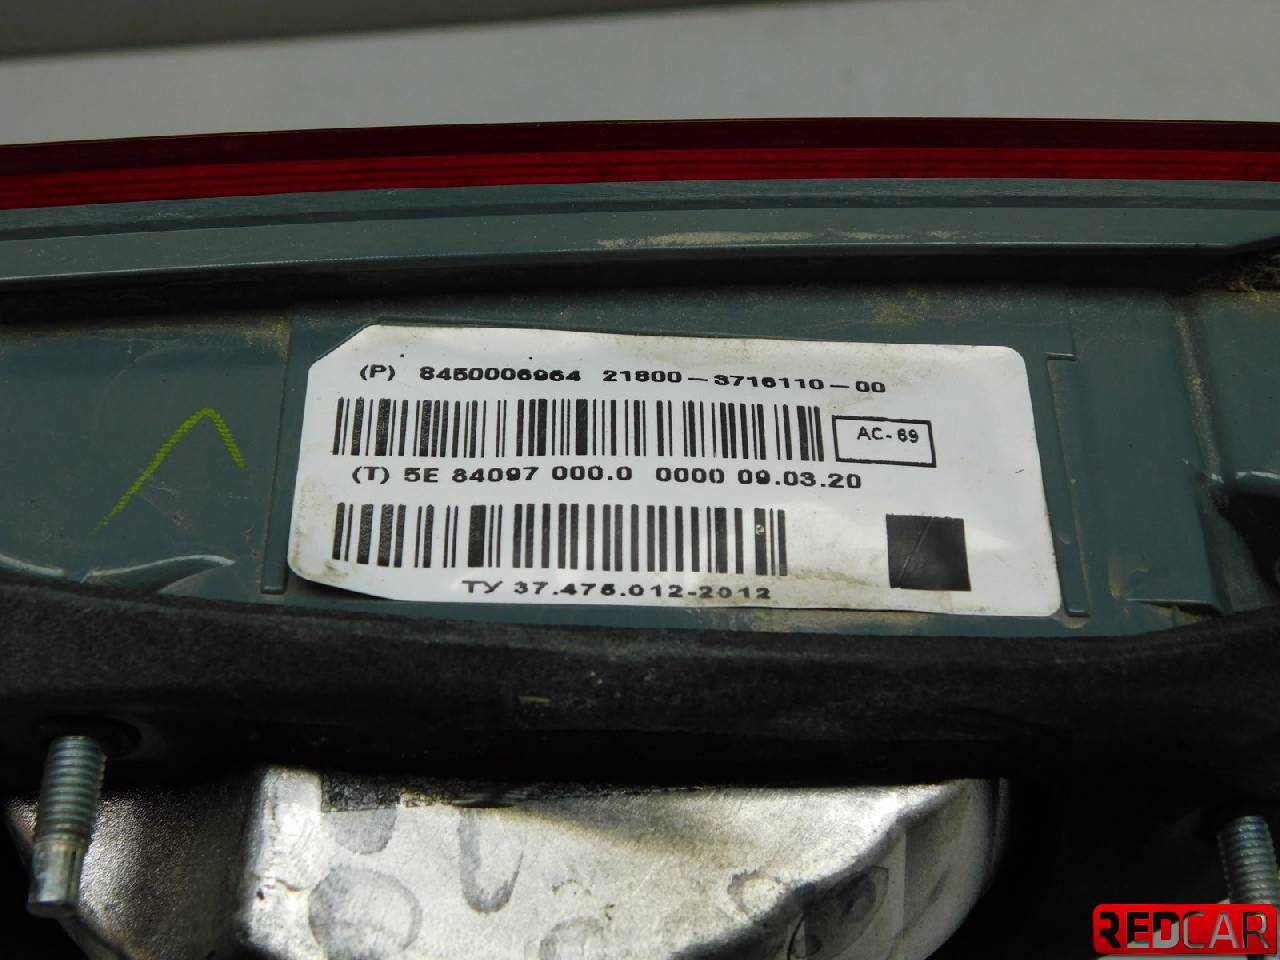 (P) 8450006964 21800-3716110-00
AC-69
(T) 5E 84097 000.0 0000 09.03.20
ТУ 37.476.012-2012
REDCAR